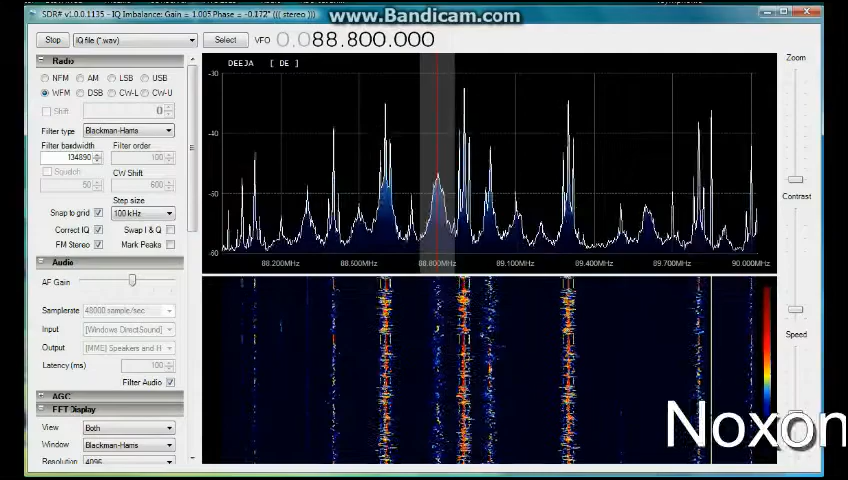 SDR# v1.0.0.1135 - IQ Imbalance: Gain = 1.005 Phase = -0.172° ((( stereo )))
www.Bandicam.com
Stop
IQ file (*.wav)
Select
VFO
0.088.800.000
Radio
NFM AM LSB USB
WFM DSB CW-L CW-U
Shift 0
Filter type Blackman-Harris
Filter bandwidth Filter order
134890 100
Squelch CW Shift
50 600
Step size
Snap to grid 100 kHz
Correct IQ Swap I & Q
FM Stereo Mark Peaks
Audio
AF Gain
Samplerate 48000 sample/sec
Input [Windows DirectSound]
Output [MME] Speakers and H
Latency (ms) 100
Filter Audio
AGC
FFT Display
View Both
Window Blackman-Harris
Resolution 4096
DEEJA [ DE ]
-30
-40
-50
-60
88.200MHz 88.500MHz 88.800MHz 89.100MHz 89.400MHz 89.700MHz 90.000MHz
Zoom
Contrast
Speed
Noxon